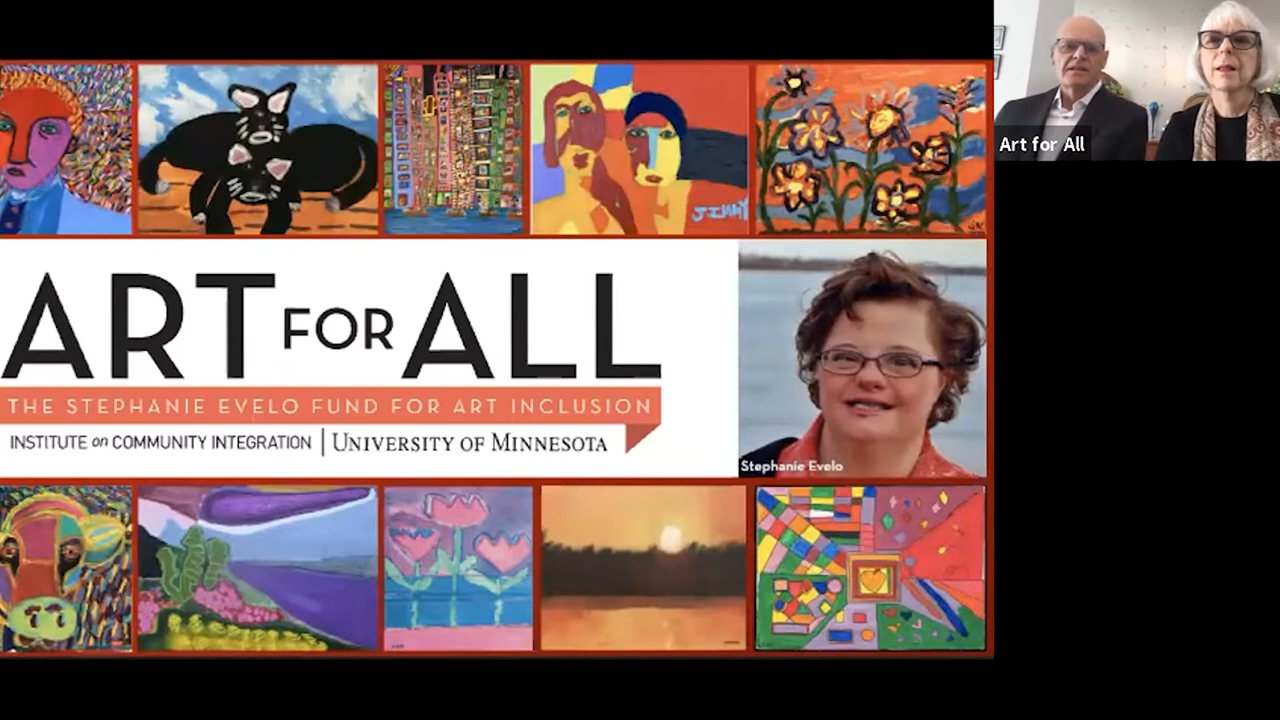 Art for All
JIMMY
ART FOR ALL
THE STEPHANIE EVELO FUND FOR ART INCLUSION
INSTITUTE on COMMUNITY INTEGRATION | UNIVERSITY OF MINNESOTA
Stephanie Evelo